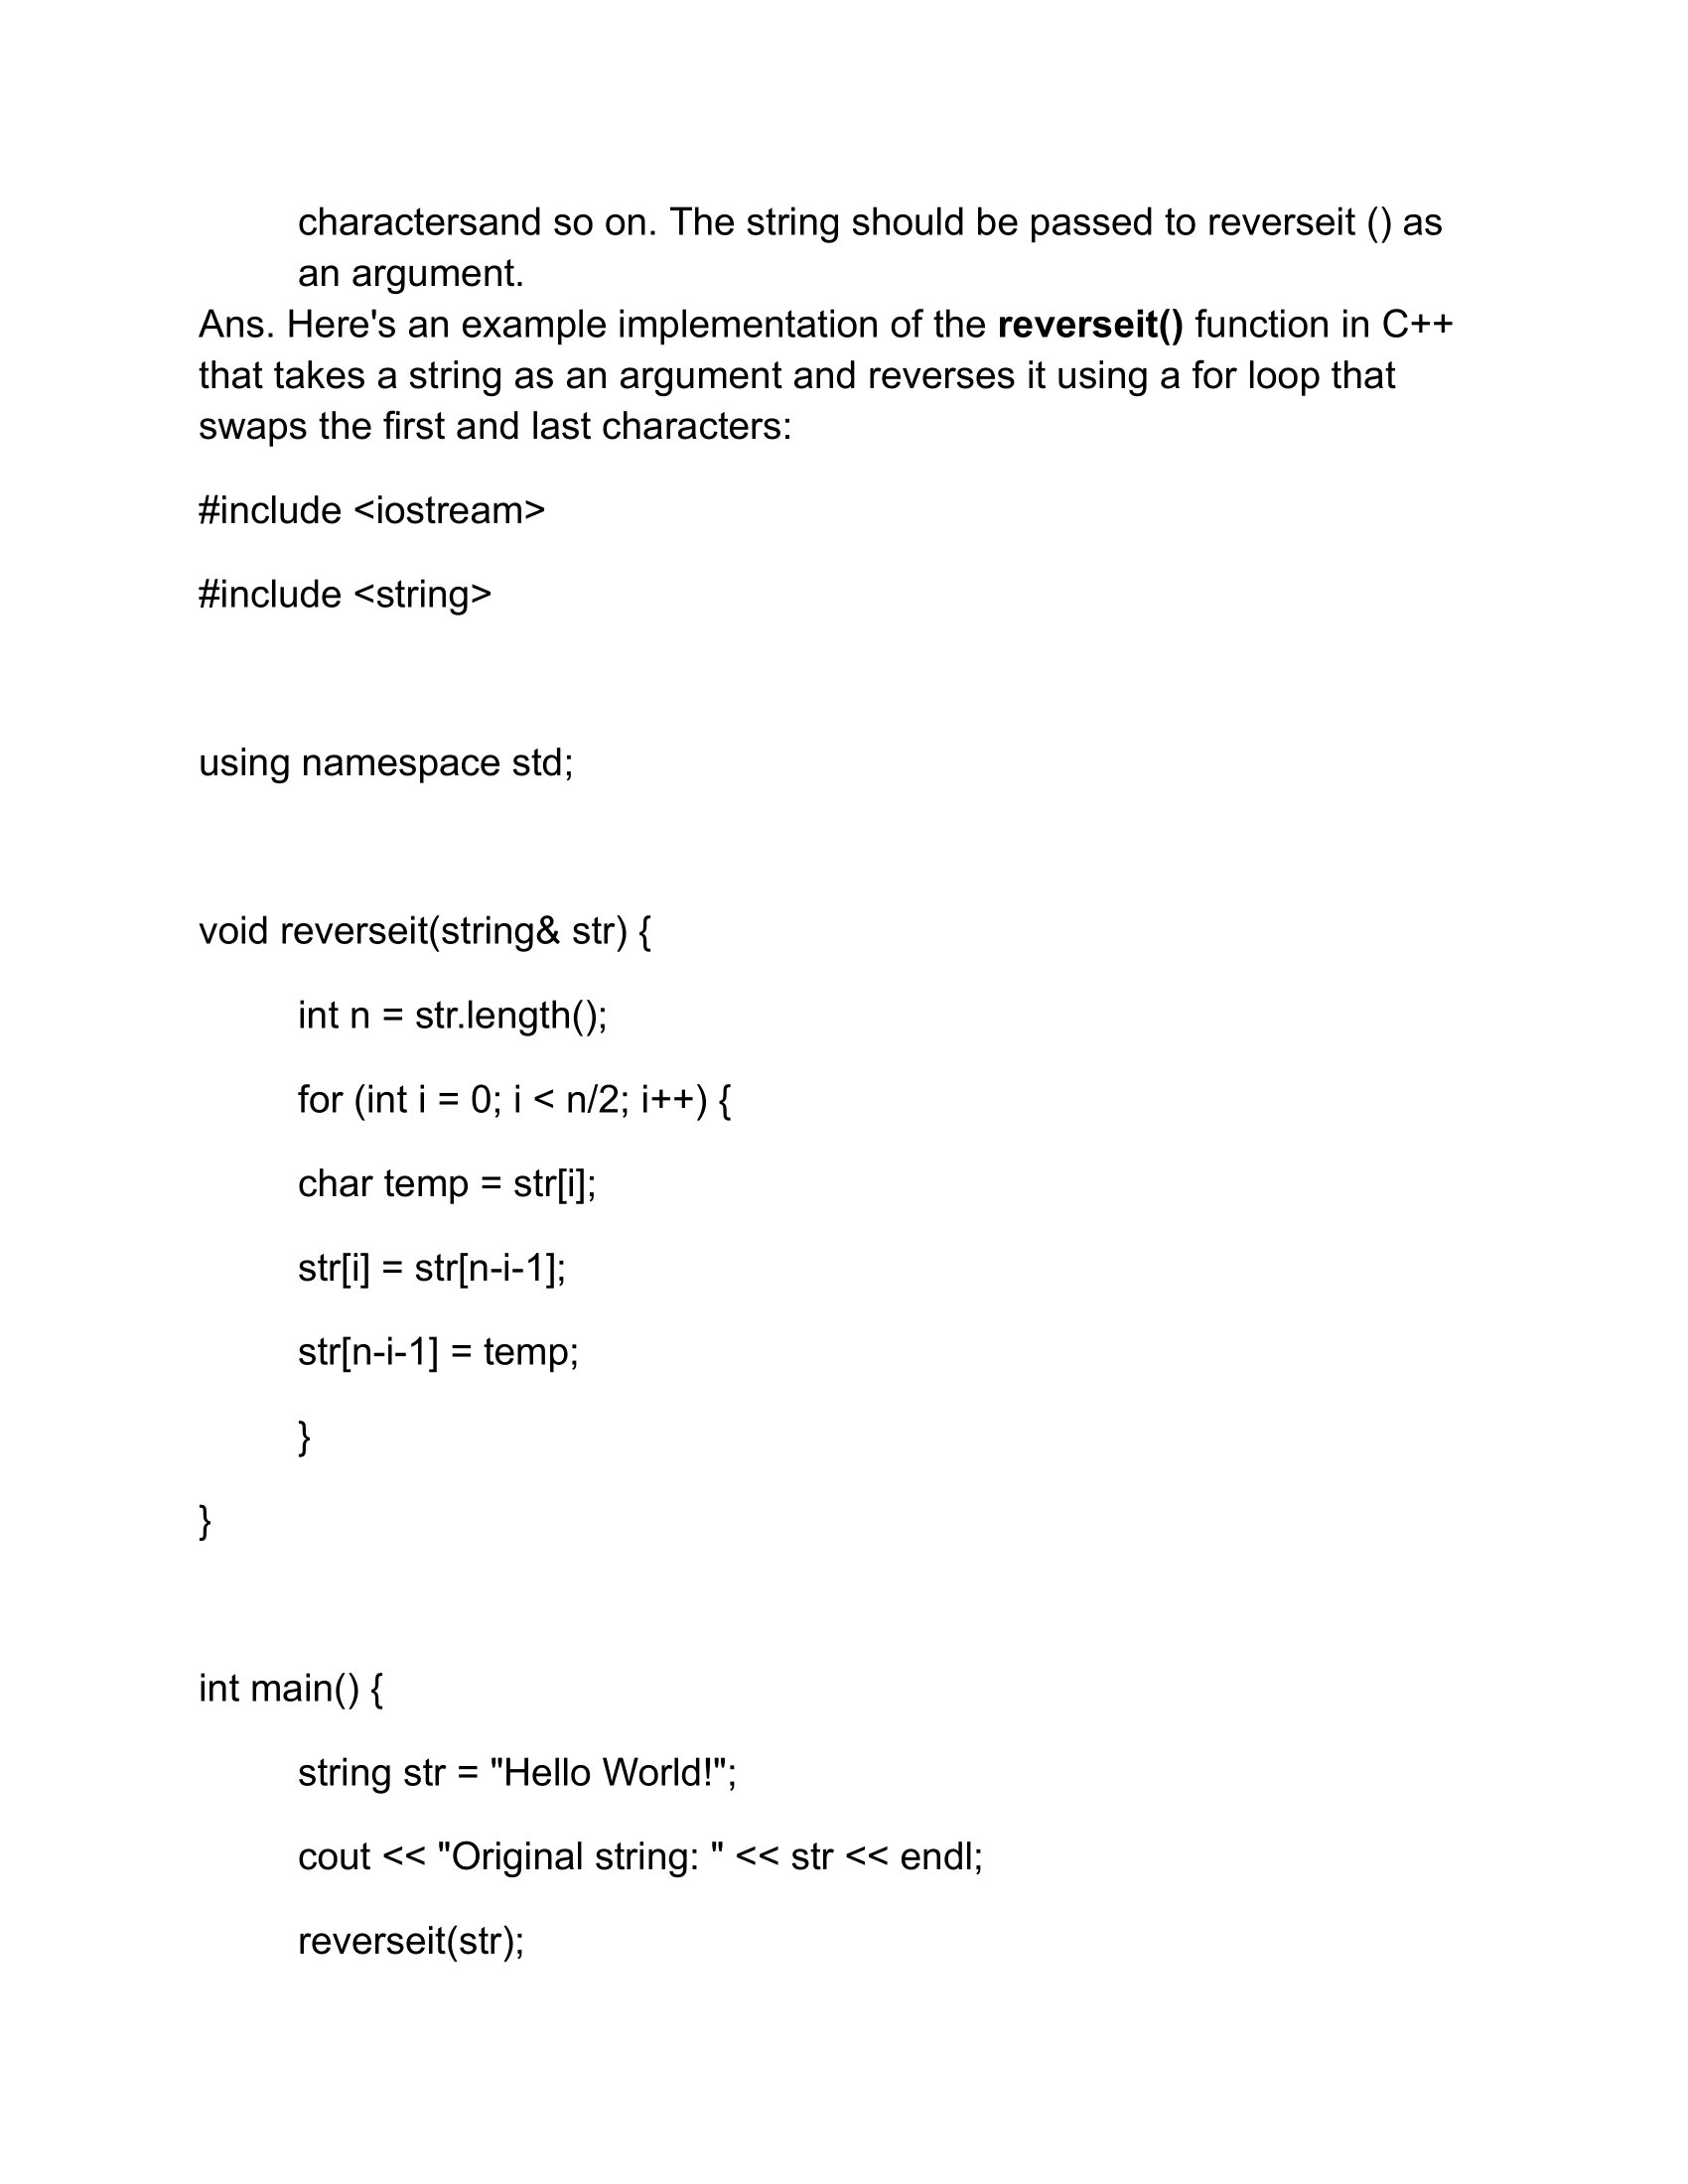 charactersand so on. The string should be passed to reverseit () as
an argument.
Ans. Here's an example implementation of the reverseit() function in C++
that takes a string as an argument and reverses it using a for loop that
swaps the first and last characters:
#include <iostream>
#include <string>
using namespace std;
void reverseit(string& str) {
int n = str.length();
for (int i = 0; i < n/2; i++) {
char temp = str[i];
str[i] = str[n-i-1];
str[n-i-1] = temp;
}
}
int main() {
string str = "Hello World!";
cout << "Original string: " << str << endl;
reverseit(str);